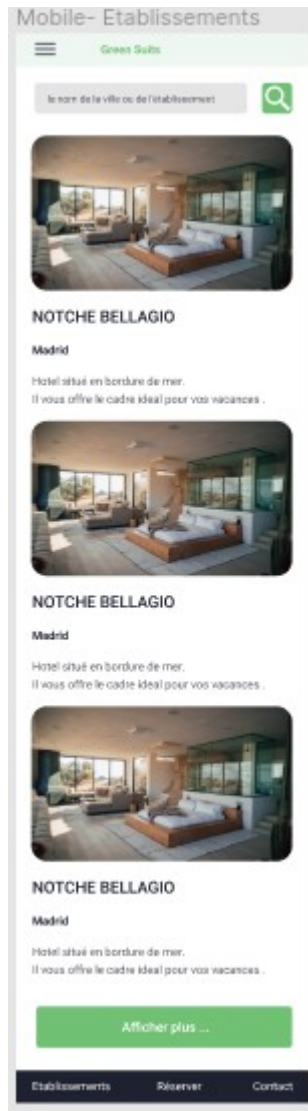 Mobile- Etablissements
Green Suits
le nom de la ville ou de l'établissement
NOTCHE BELLAGIO
Madrid
Hotel situé en bordure de mer.
Il vous offre le cadre ideal pour vos vacances .
NOTCHE BELLAGIO
Madrid
Hotel situé en bordure de mer.
Il vous offre le cadre ideal pour vos vacances .
NOTCHE BELLAGIO
Madrid
Hotel situé en bordure de mer.
Il vous offre le cadre ideal pour vos vacances .
Afficher plus ...
Etablissements Réserver Contact